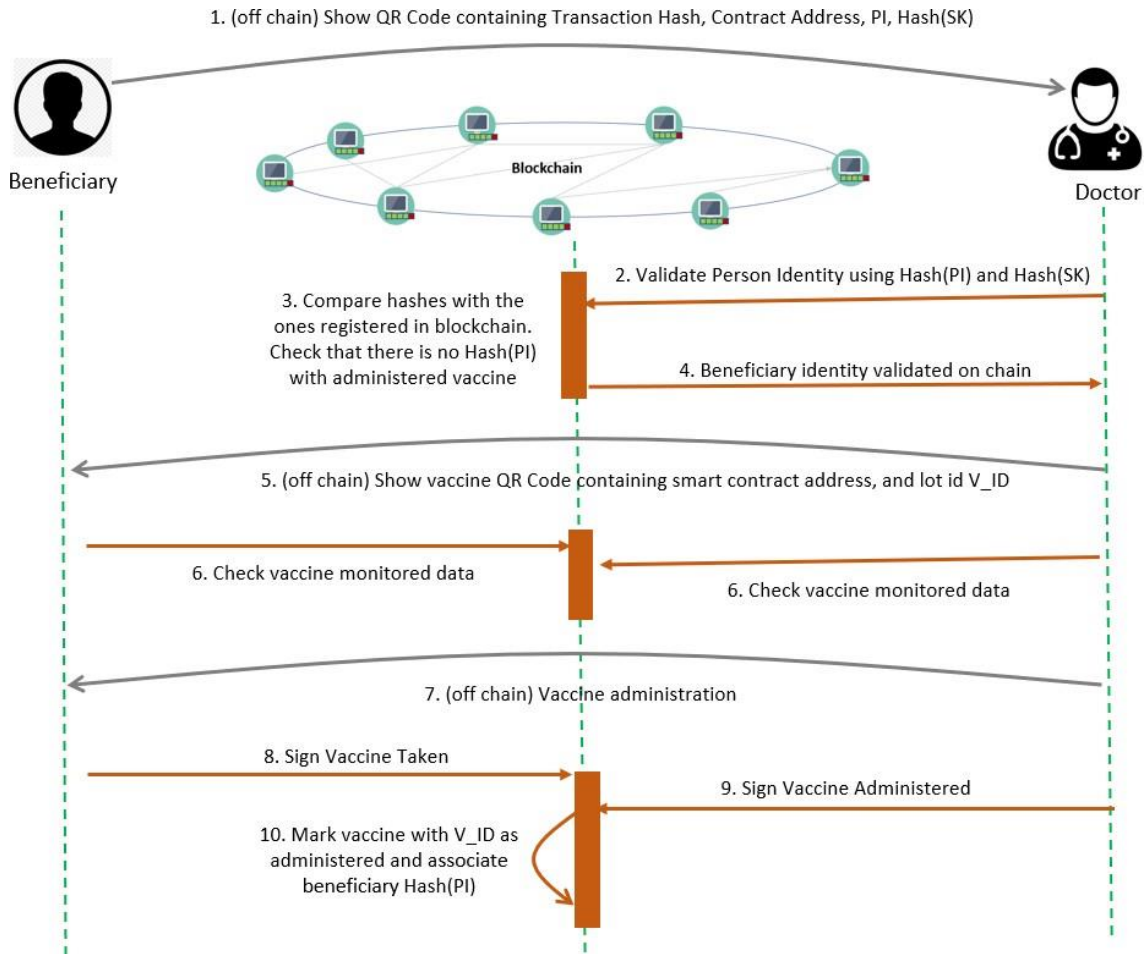 1. (off chain) Show QR Code containing Transaction Hash, Contract Address, PI, Hash(SK)
Beneficiary
Blockchain
Doctor
2. Validate Person Identity using Hash(PI) and Hash(SK)
3. Compare hashes with the
ones registered in blockchain.
Check that there is no Hash(PI)
with administered vaccine
4. Beneficiary identity validated on chain
5. (off chain) Show vaccine QR Code containing smart contract address, and lot id V_ID
6. Check vaccine monitored data
6. Check vaccine monitored data
7. (off chain) Vaccine administration
8. Sign Vaccine Taken
9. Sign Vaccine Administered
10. Mark vaccine with V_ID as
administered and associate
beneficiary Hash(PI)